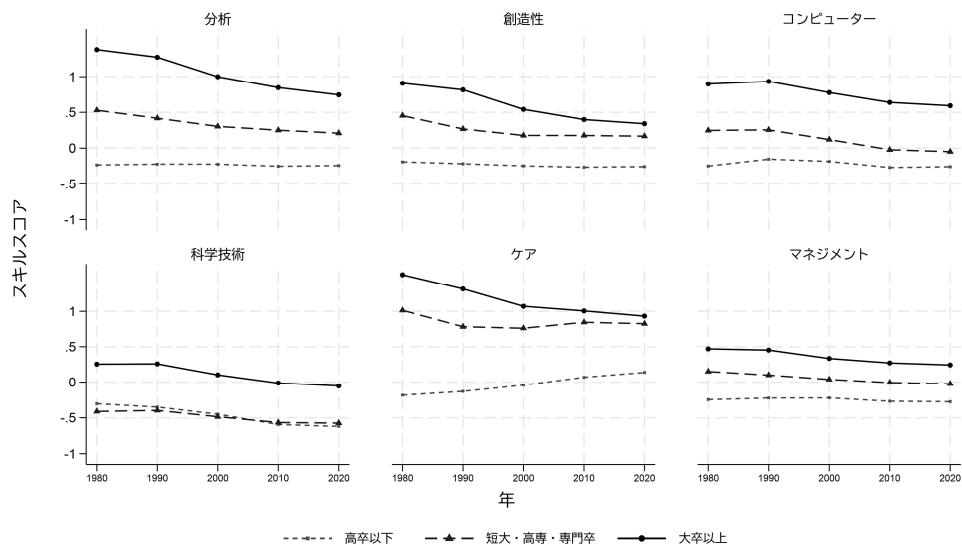 分析
創造性
コンピューター
1
.5
0
-.5
-1
科学技術
ケア
マネジメント
1
.5
0
-.5
-1
スキルスコア
1980 1990 2000 2010 2020
1980 1990 2000 2010 2020
1980 1990 2000 2010 2020
年
高卒以下 短大・高専・専門卒 大卒以上